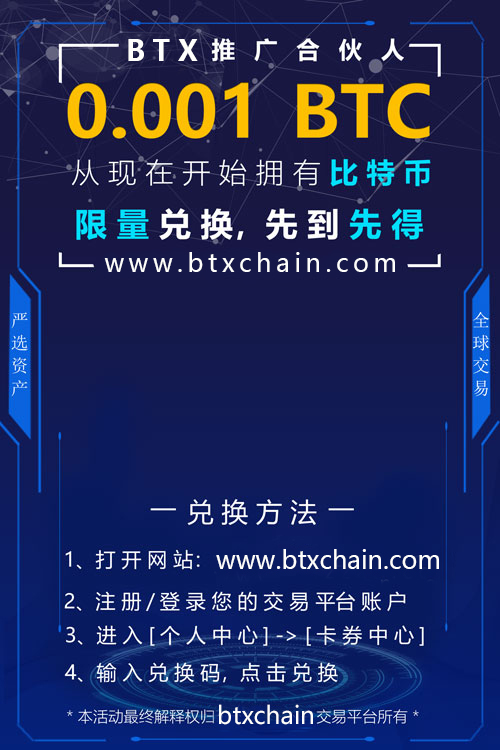 BTX推广合伙人
0.001 BTC
从现在开始拥有比特币
限量兑换, 先到先得
www.btxchain.com
严选资产
全球交易
一兑换方法一
1、打开网站: www.btxchain.com
2、注册/登录您的交易平台账户
3、进入[个人中心]->[卡券中心]
4、输入兑换码, 点击兑换
* 本活动最终解释权归btxchain交易平台所有 *